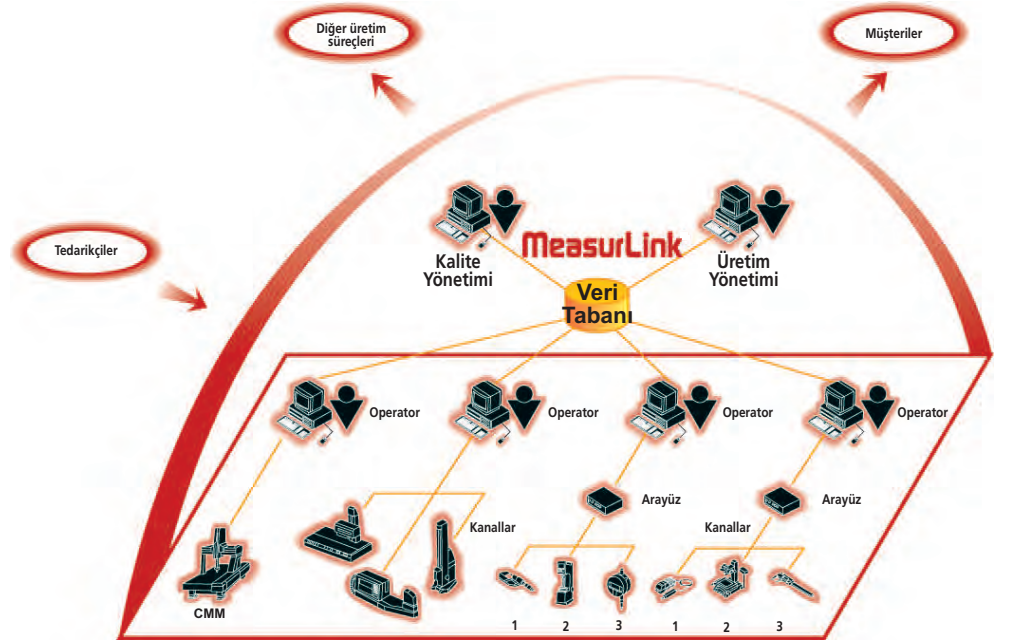 Diğer üretim
süreçleri
Müşteriler
Tedarikçiler
MeasurLink
Kalite
Yönetimi
Üretim
Yönetimi
Veri
Tabanı
Operator
Operator
Operator
Operator
Arayüz
Arayüz
Kanallar
Kanallar
CMM
1
2
3
1
2
3